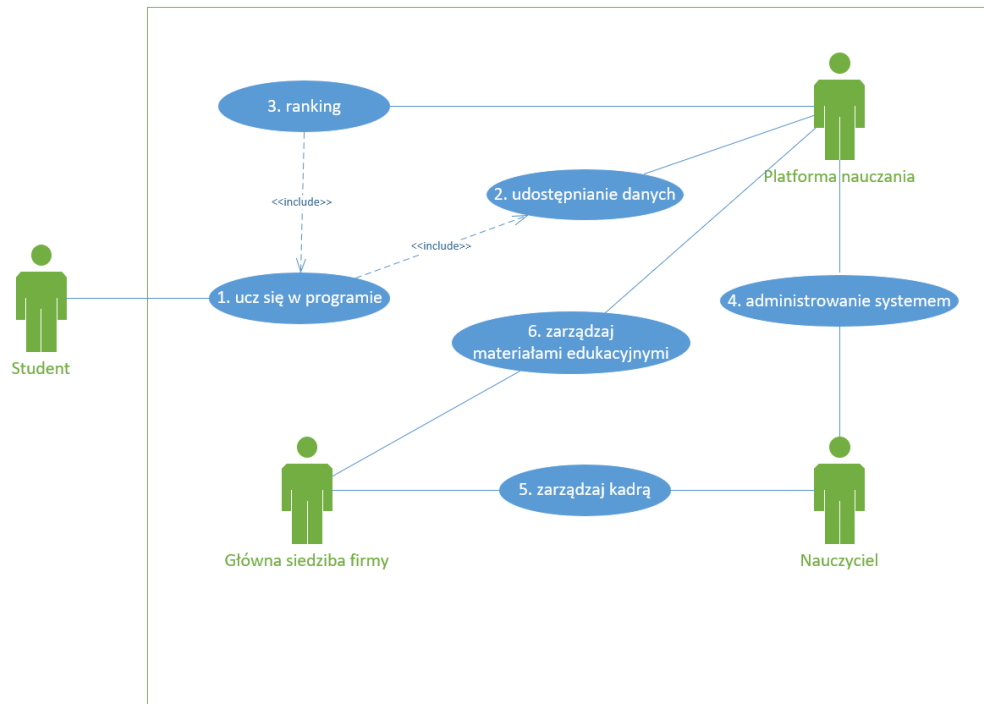 3. ranking
Platforma nauczania
2. udostępnianie danych
<<include>>
<<include>>
1. ucz się w programie
4. administrowanie systemem
6. zarządzaj
materiałami edukacyjnymi
Student
5. zarządzaj kadrą
Główna siedziba firmy
Nauczyciel